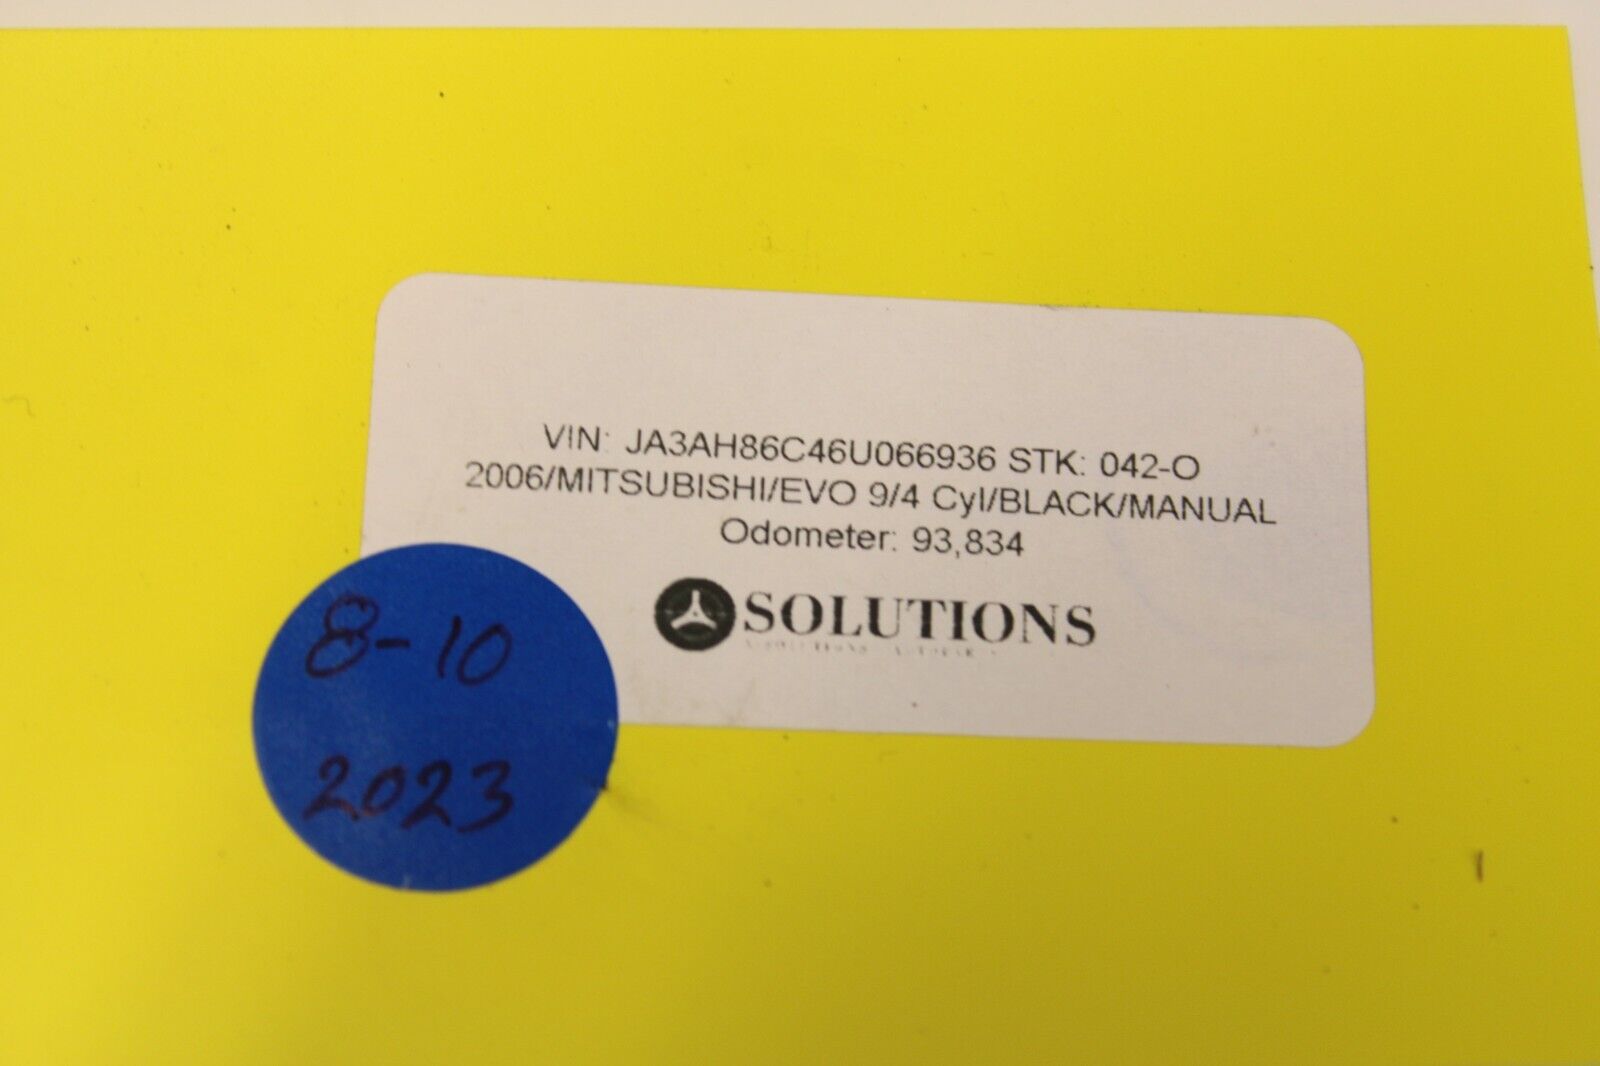 VIN: JA3AH86C46U066936 STK: 042-O
2006/MITSUBISHI/EVO 9/4 Cyl/BLACK/MANUAL
Odometer: 93,834
SOLUTIONS
8-10
2023